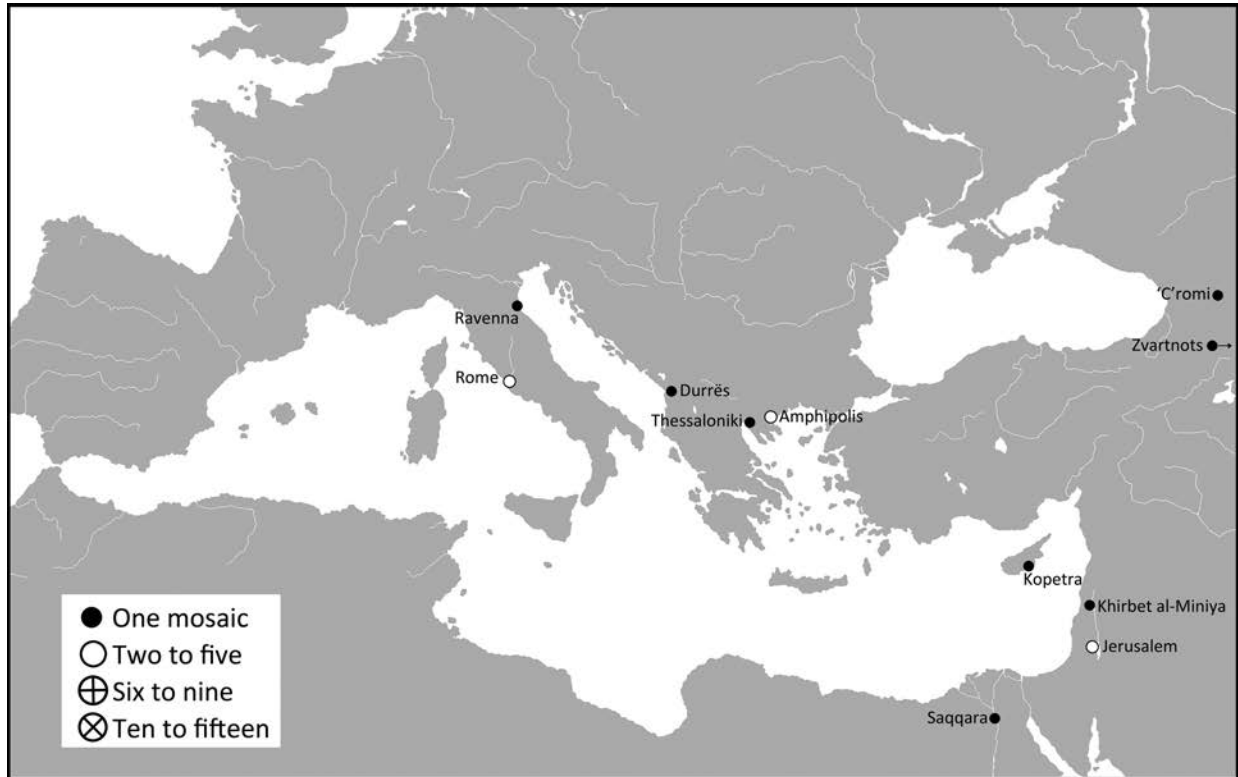 'C'romi
Ravenna
Zvartnots→
Rome
Durrës
Thessaloniki
Amphipolis
Kopetra
Khirbet al-Miniya
Jerusalem
Saqqara
One mosaic
Two to five
Six to nine
Ten to fifteen